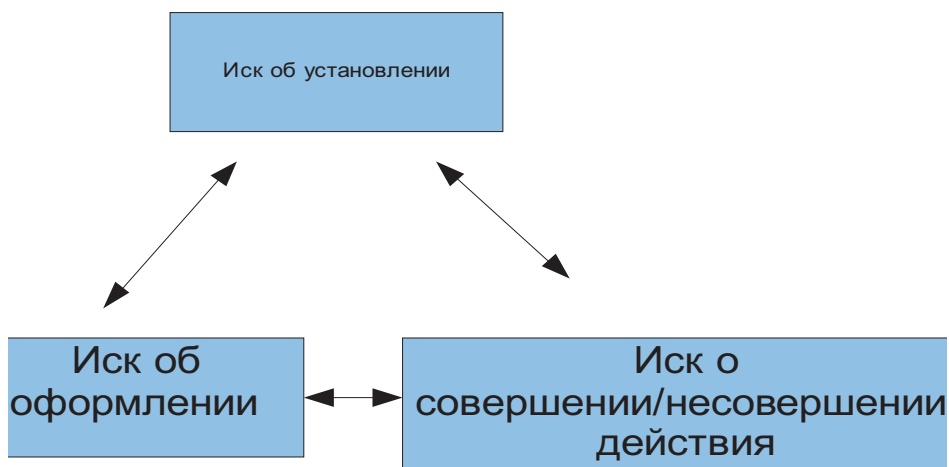 Иск об установлении
Иск об
оформлении
Иск о
совершении/несовершении
действия